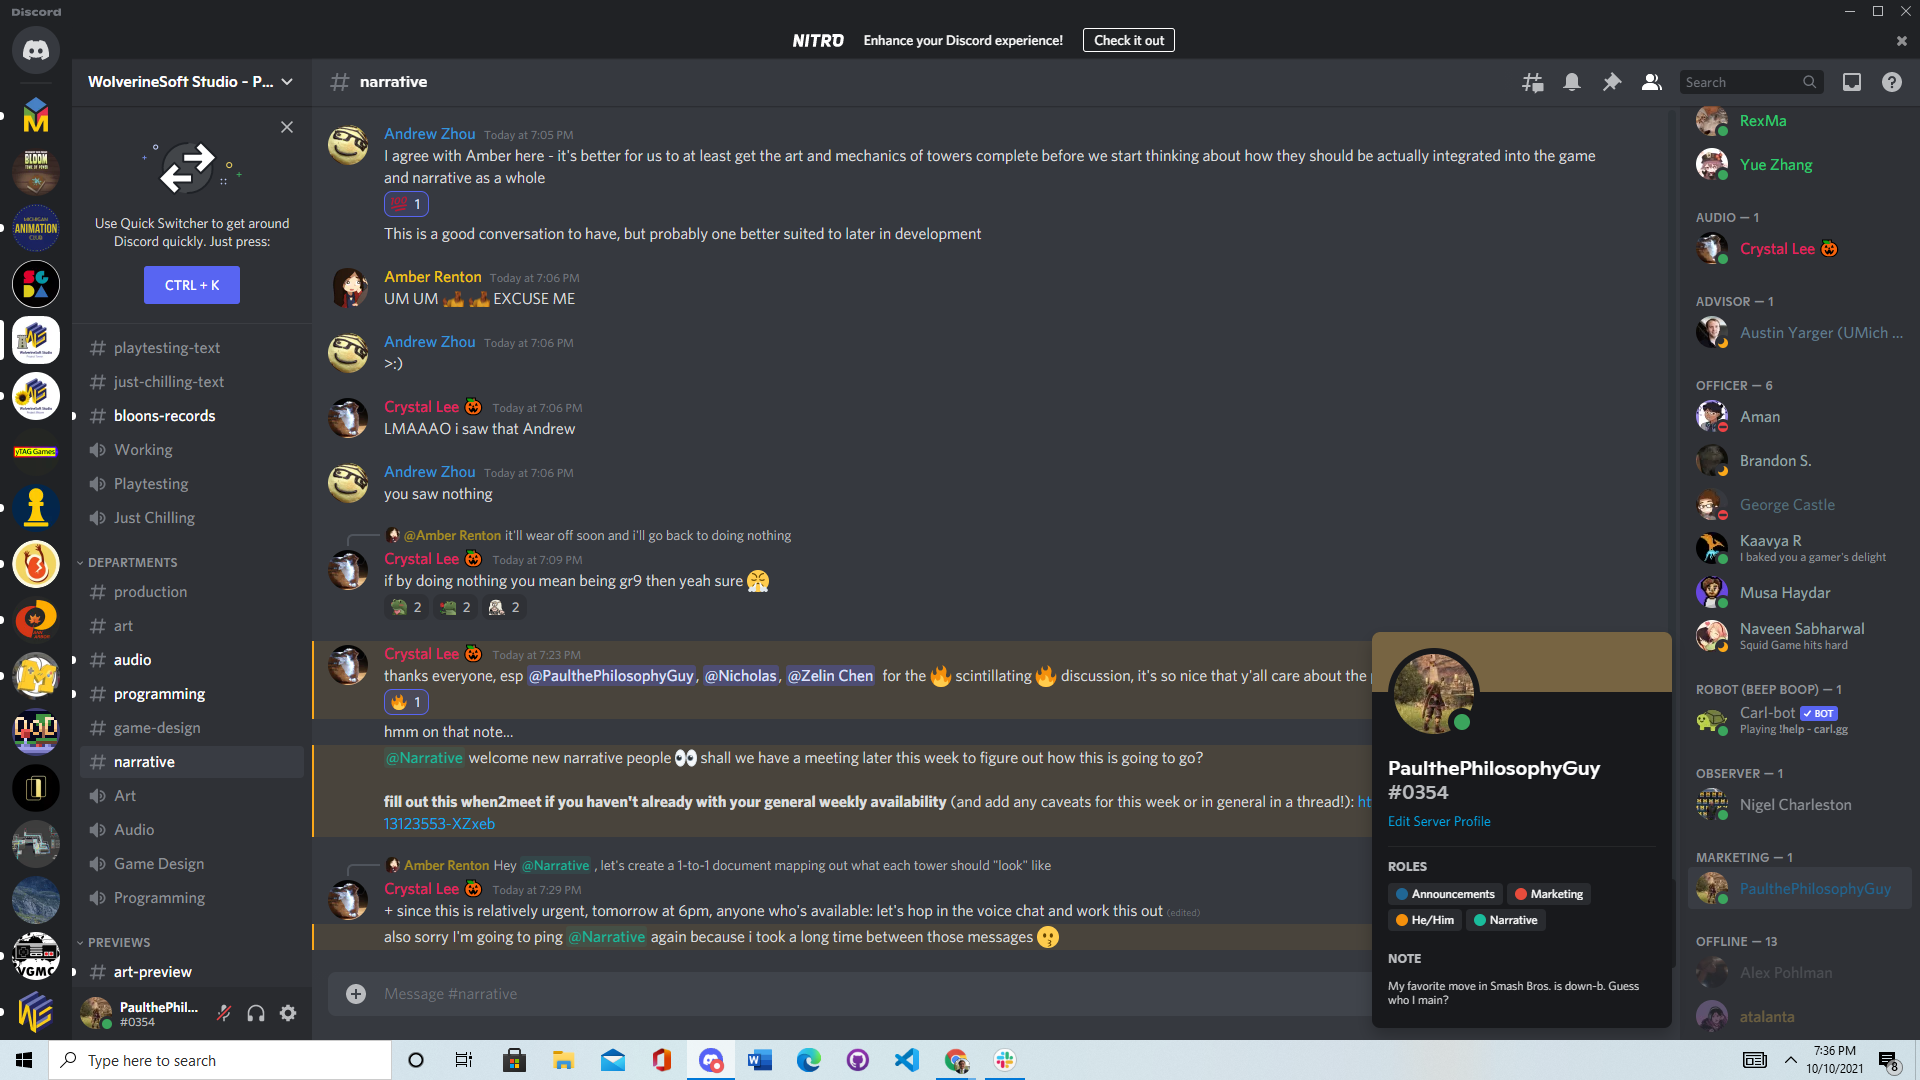 Discord
NITRO Enhance your Discord experience! Check it out
WolverineSoft Studio - P...
Use Quick Switcher to get around
Discord quickly. Just press:
CTRL + K
playtesting-text
just-chilling-text
bloons-records
Working
Playtesting
Just Chilling
DEPARTMENTS
production
art
audio
programming
game-design
narrative
Art
Audio
Game Design
Programming
PREVIEWS
art-preview
PaulthePhil...
#0354
narrative
Search
Andrew Zhou Today at 7:05 PM
I agree with Amber here - it's better for us to at least get the art and mechanics of towers complete before we start thinking about how they should be actually integrated into the game
and narrative as a whole
💯 1
This is a good conversation to have, but probably one better suited to later in development
Amber Renton Today at 7:06 PM
UM UM EXCUSE ME
Andrew Zhou Today at 7:06 PM
>:)
Crystal Lee 🎃 Today at 7:06 PM
LMAAAO i saw that Andrew
Andrew Zhou Today at 7:06 PM
you saw nothing
@Amber Renton it'll wear off soon and i'll go back to doing nothing
Crystal Lee 🎃 Today at 7:09 PM
if by doing nothing you mean being gr9 then yeah sure 😤
2 2 2
Crystal Lee 🎃 Today at 7:23 PM
thanks everyone, esp @PaulthePhilosophyGuy, @Nicholas, @Zelin Chen for the 🔥 scintillating 🔥 discussion, it's so nice that y'all care about the
🔥 1
hmm on that note...
@Narrative welcome new narrative people 👀 shall we have a meeting later this week to figure out how this is going to go?
fill out this when2meet if you haven't already with your general weekly availability (and add any caveats for this week or in general in a thread!): ht
13123553-XZxeb
Amber Renton Hey @Narrative , let's create a 1-to-1 document mapping out what each tower should "look" like
Crystal Lee 🎃 Today at 7:29 PM
+ since this is relatively urgent, tomorrow at 6pm, anyone who's available: let's hop in the voice chat and work this out (edited)
also sorry I'm going to ping @Narrative again because i took a long time between those messages 😗
Message #narrative
PaulthePhilosophyGuy
#0354
Edit Server Profile
ROLES
Announcements Marketing
He/Him Narrative
NOTE
My favorite move in Smash Bros. is down-b. Guess
who I main?
RexMa
Yue Zhang
AUDIO — 1
Crystal Lee 🎃
ADVISOR — 1
Austin Yarger (UMich ...
OFFICER — 6
Aman
Brandon S.
George Castle
Kaavya R
I baked you a gamer's delight
Musa Haydar
Naveen Sabharwal
Squid Game hits hard
ROBOT (BEEP BOOP) — 1
Carl-bot ✓ BOT
Playing !help - carl.gg
OBSERVER — 1
Nigel Charleston
MARKETING — 1
PaulthePhilosophyGuy
OFFLINE — 13
Alex Pohlman
atalanta
BLOOM
MICHIGAN
ANIMATION
CLUB
yTAG Games
VGMC
Type here to search
7:36 PM
10/10/2021
8